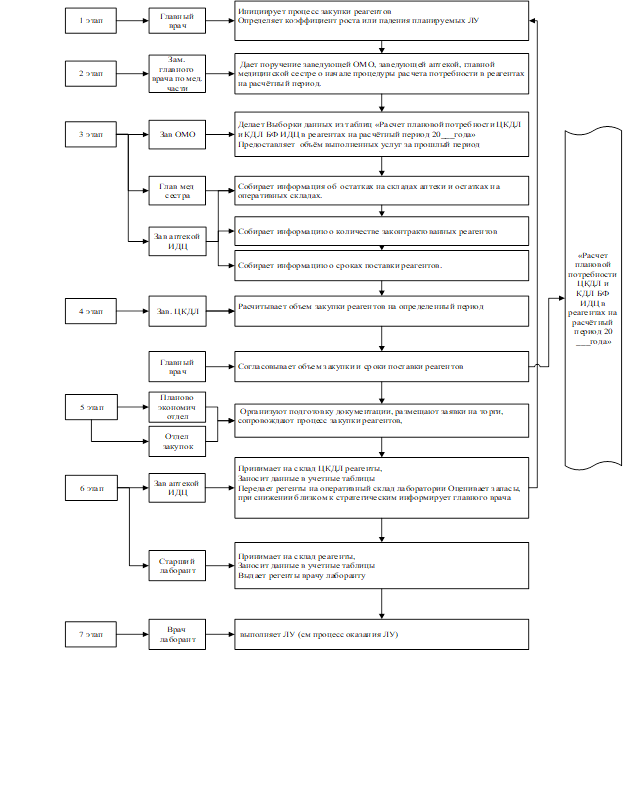 1 этап
Главный
врач
Инициирует процесс закупки реагентов
Определяет коэффициент роста или падения планируемых ЛУ
2 этап
Зам.
главного
врача по мед.
части
Дает поручение заведующей ОМО, заведующей аптекой, главной
медицинской сестре о начале процедуры расчета потребности в реагентах
на расчётный период.
3 этап
Зав ОМО
Делает Выборки данных из таблиц «Расчет плановой потребности ЦКДЛ
и КДЛ БФ ИДЦ в реагентах на расчётный период 20___года»
Предоставляет объём выполненных услуг за прошлый период
Глав мед
сестра
Собирает информация об остатках на складах аптеки и остатках на
оперативных складах.
Зав аптекой
ИДЦ
Собирает информацию о количестве законтрактованных реагентов
Собирает информацию о сроках поставки реагентов.
«Расчет
плановой
потребности
ЦКДЛ и
КДЛ БФ
ИДЦ в
реагентах на
расчётный
период 20
___года»
4 этап
Зав. ЦКДЛ
Расчитывает объем закупки реагентов на определенный период
Главный
врач
Согласовывает объем закупки и сроки поставки реагентов
5 этап
Планово
экономич
отдел
Отдел
закупок
Организуют подготовку документации, размещают заявки на торги,
сопровождают процесс закупки реагентов,
6 этап
Зав аптекой
ИДЦ
Принимает на склад ЦКДЛ реагенты,
Заносит данные в учетные таблицы
Передает регенты на оперативный склад лаборатории Оценивает запасы,
при снижении близком к стратегическим информирует главного врача
Старший
лаборант
Принимает на склад реагенты,
Заносит данные в учетные таблицы
Выдает регенты врачу лаборанту
7 этап
Врач
лаборант
выполняет ЛУ (см процесс оказания ЛУ)